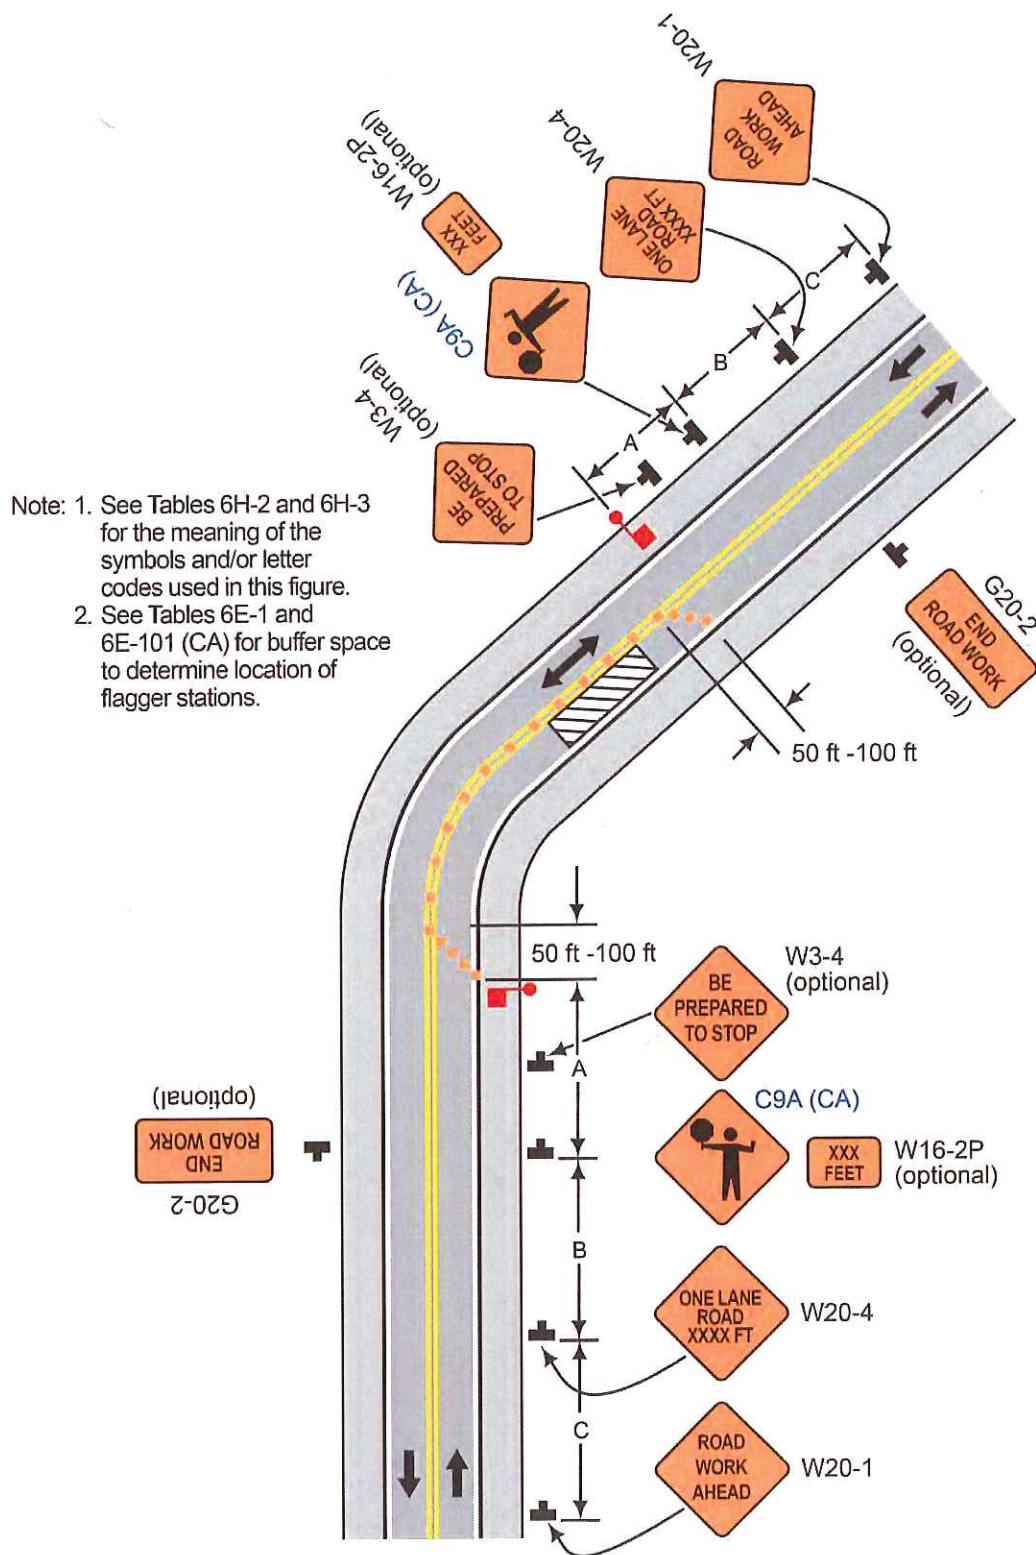 W20-1
ROAD
WORK
AHEAD
W20-4
ONE LANE
ROAD
XXXX FT
W16-2P
(optional)
XXX
FEET
C9A (CA)
W3-4
(optional)
BE
PREPARED
TO STOP
C
B
A
Note: 1. See Tables 6H-2 and 6H-3
for the meaning of the
symbols and/or letter
codes used in this figure.
2. See Tables 6E-1 and
6E-101 (CA) for buffer space
to determine location of
flagger stations.
G20-2
END
ROAD WORK
(optional)
50 ft -100 ft
50 ft -100 ft
BE
PREPARED
TO STOP
W3-4
(optional)
A
C9A (CA)
XXX
FEET
W16-2P
(optional)
G20-2
END
ROAD WORK
(optional)
B
ONE LANE
ROAD
XXXX FT
W20-4
C
ROAD
WORK
AHEAD
W20-1